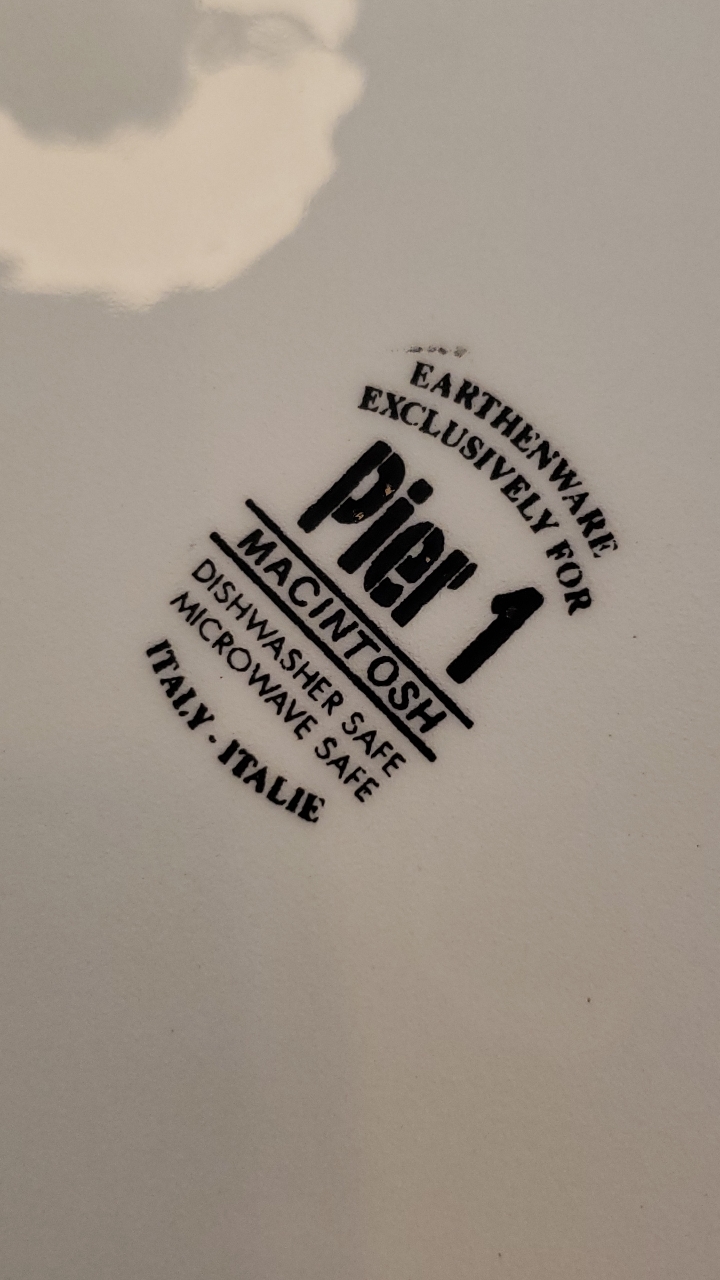 EARTHENWARE
EXCLUSIVELY FOR
Pier 1
MACINTOSH
DISHWASHER SAFE
MICROWAVE SAFE
ITALY - ITALIE